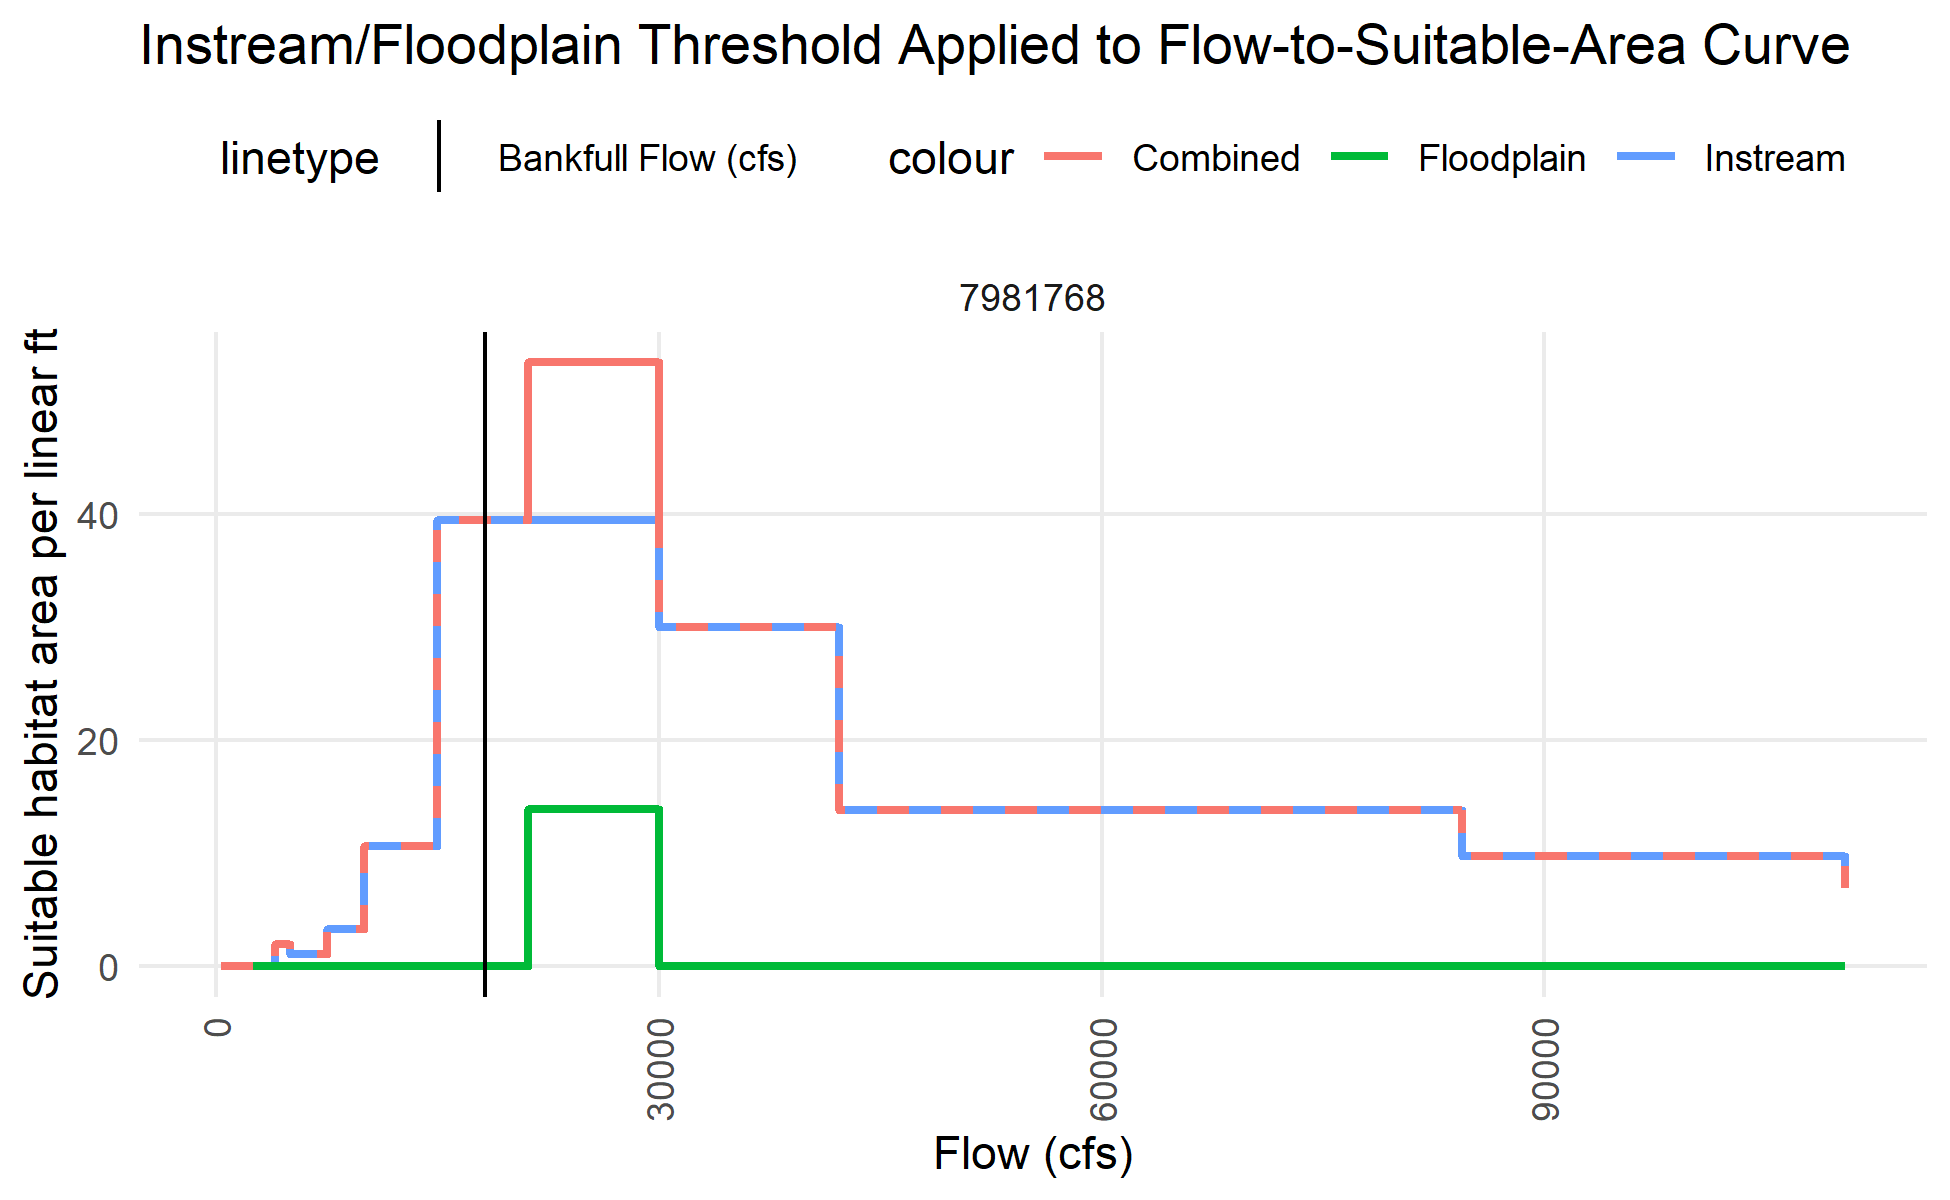 Instream/Floodplain Threshold Applied to Flow-to-Suitable-Area Curve
linetype Bankfull Flow (cfs) colour Combined Floodplain Instream
7981768
Suitable habitat area per linear ft
40
20
0
0 30000 60000 90000
Flow (cfs)